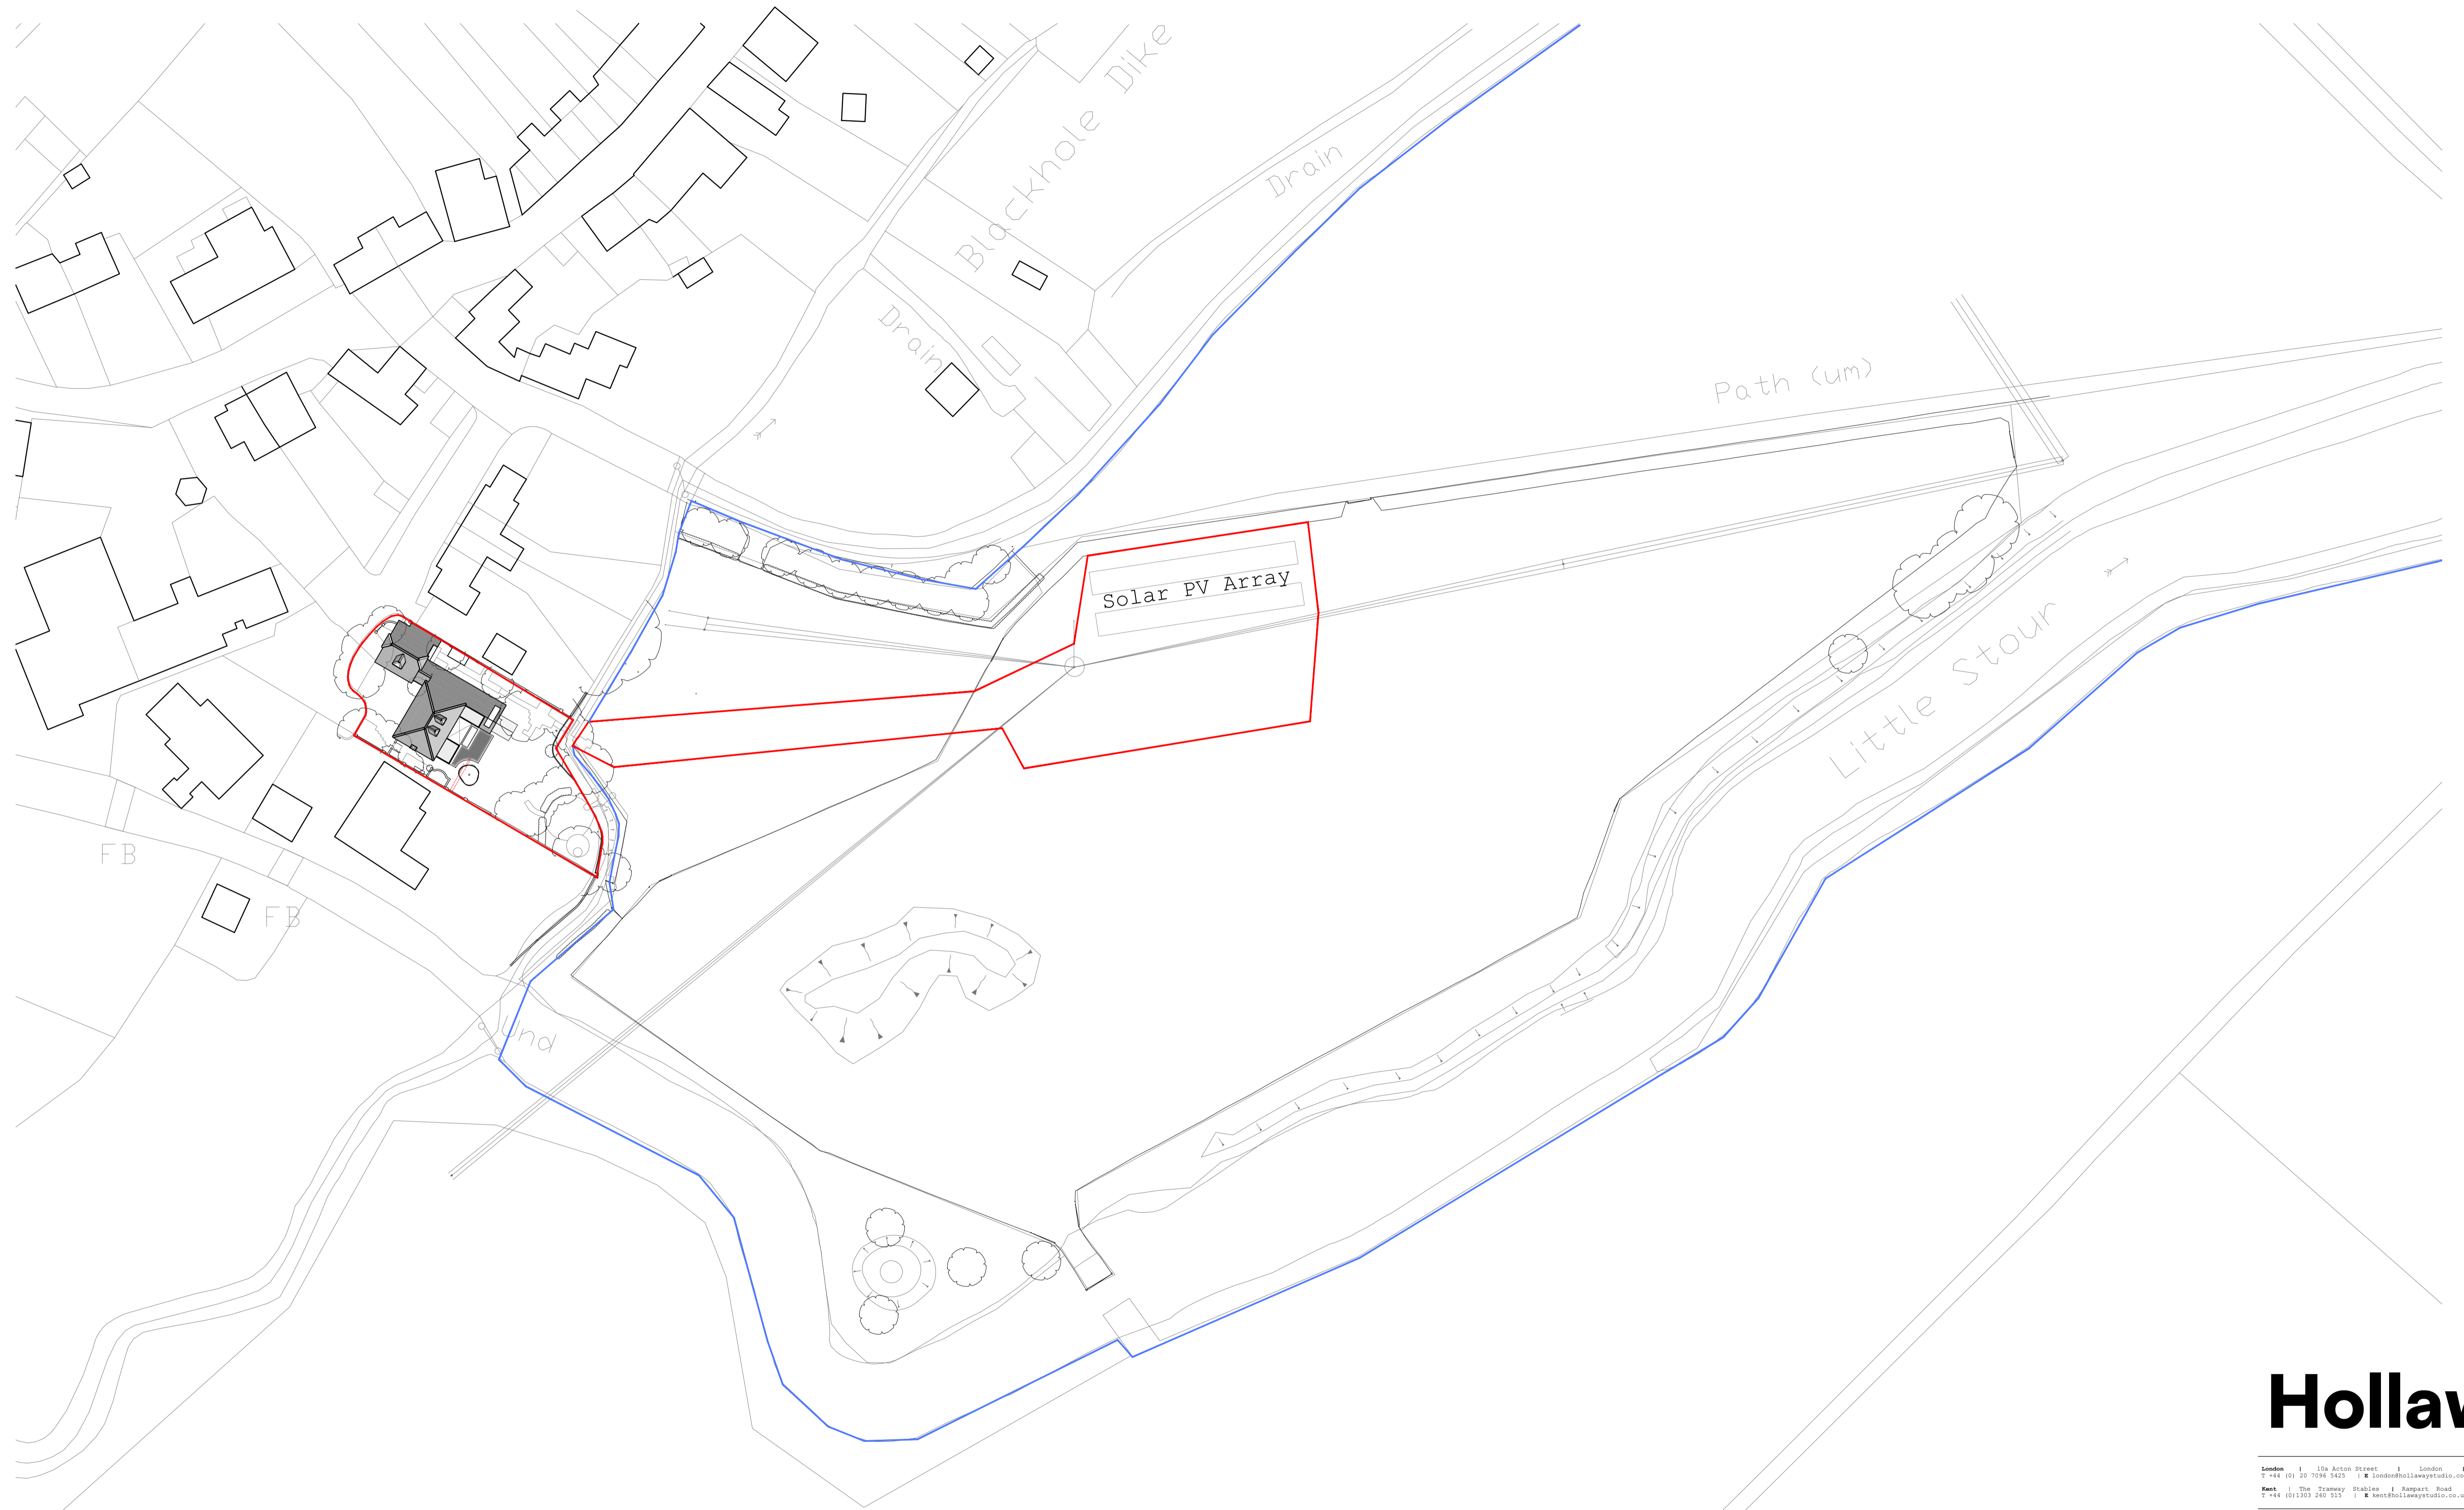 Blackhole Dike
Drain
Drain
Path (um)
Solar PV Array
Little Stour
FB
FB
Und
Hollaw
London | 10a Acton Street | London |
T +44 (0) 20 7096 5425 | E london@hollawaystudio.co
Kent | The Tramway Stables | Rampart Road
T +44 (0)1303 260 515 | E kent@hollawaystudio.co.u